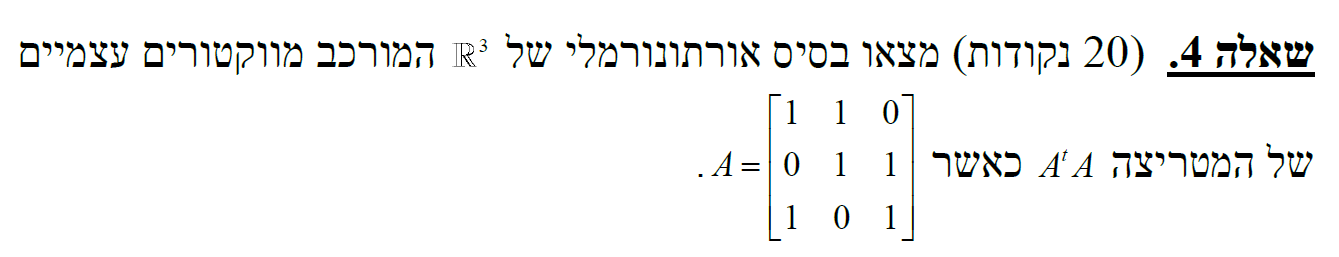 שאלה 4. (20 נקודות) מצאו בסיס אורתונורמלי של ℝ³ המורכב מווקטורים עצמיים
של המטריצה AᵗA כאשר A = [1 1 0; 0 1 1; 1 0 1] .